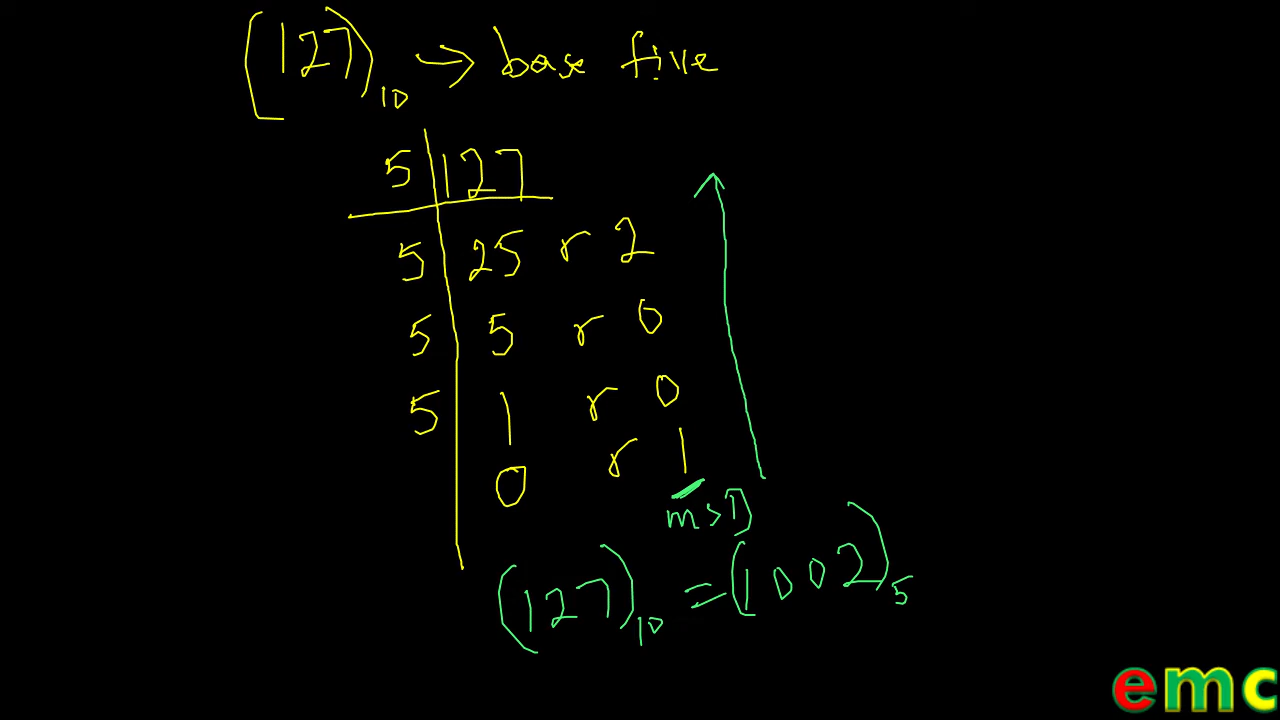 (127)10 → base five
5 127
5 25 r 2
5 5 r 0
5 1 r 0
0 r 1
MSD
(127)10 = (1002)5
emc